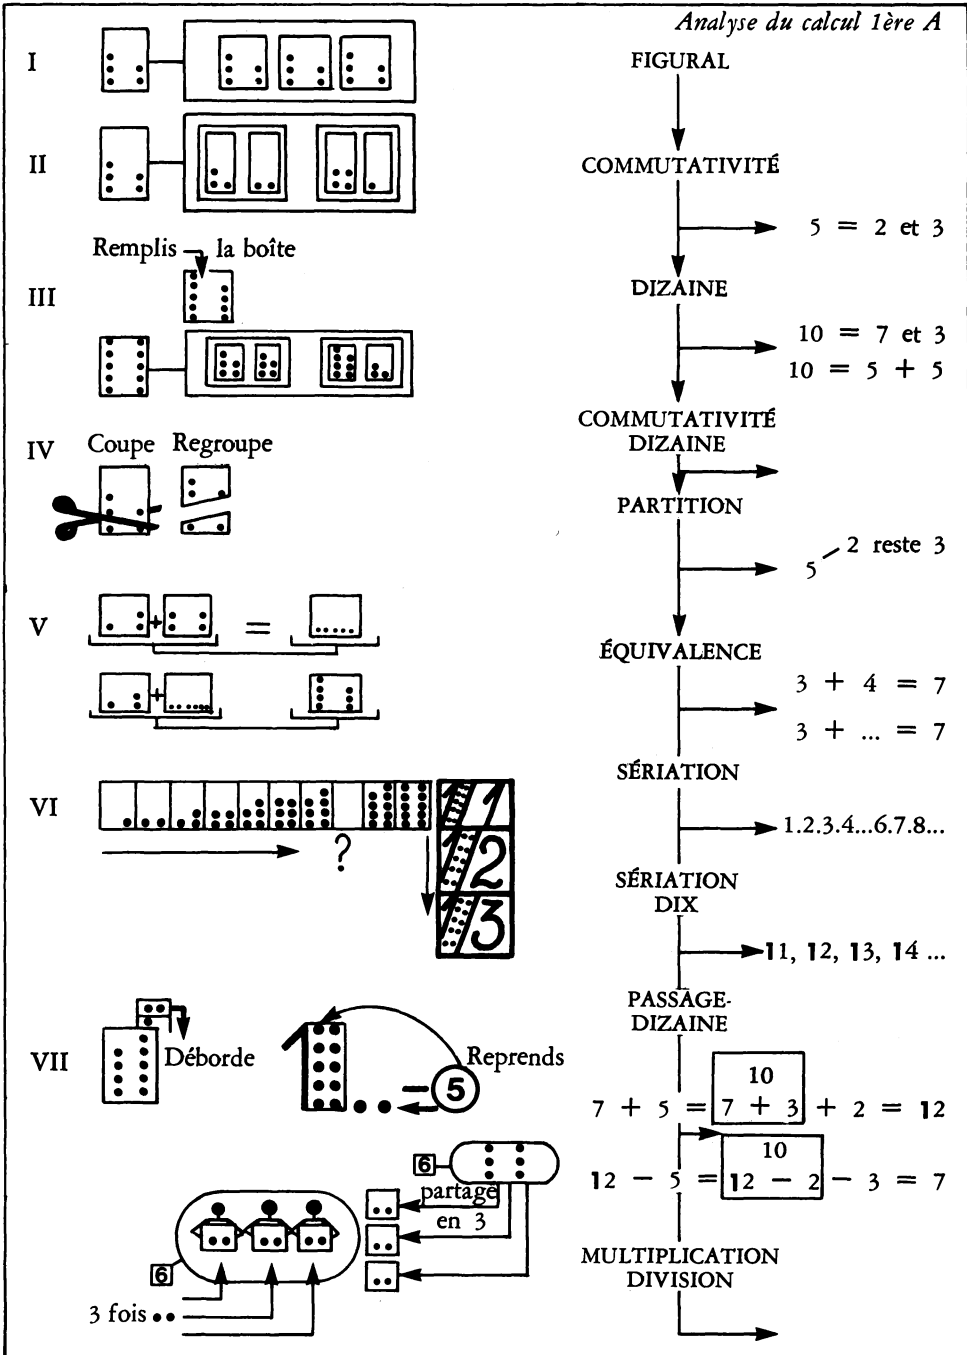 Analyse du calcul 1ère A
I
FIGURAL
II
COMMUTATIVITÉ
5 = 2 et 3
Remplis la boîte
III
DIZAINE
10 = 7 et 3
10 = 5 + 5
COMMUTATIVITÉ
DIZAINE
IV
Coupe Regroupe
PARTITION
2 reste 3
5
V
+ =
ÉQUIVALENCE
+
3 + 4 = 7
3 + ... = 7
SÉRIATION
VI
1
?
2
3
1.2.3.4...6.7.8...
SÉRIATION
DIX
11, 12, 13, 14 ...
PASSAGE-
DIZAINE
VII
Déborde
Reprends
5
10
7 + 5 = 7 + 3 + 2 = 12
10
12 − 5 = 12 − 2 − 3 = 7
6
partage
en 3
6
3 fois
MULTIPLICATION
DIVISION